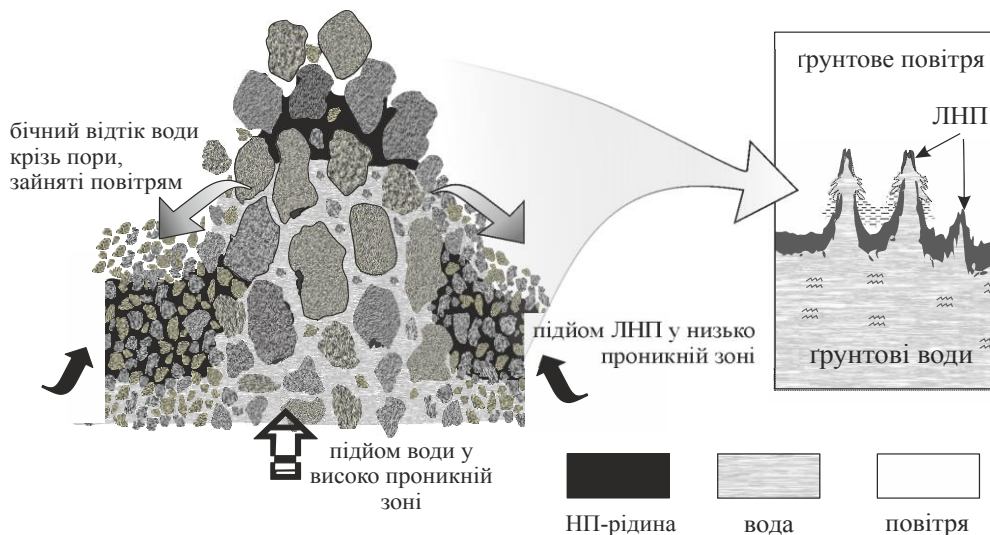 бічний відтік води
крізь пори,
зайняті повітрям
підйом ЛНП у низько
проникній зоні
підйом води у
високо проникній
зоні
ґрунтове повітря
ЛНП
ґрунтові води
НП-рідина
вода
повітря